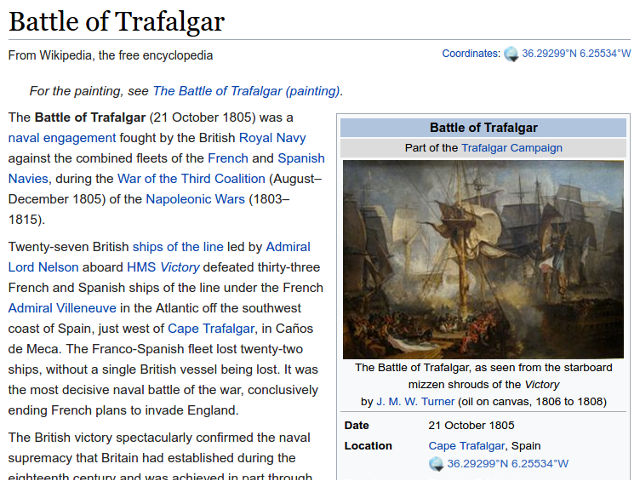 Battle of Trafalgar
From Wikipedia, the free encyclopedia
Coordinates: 36.29299°N 6.25534°W
For the painting, see The Battle of Trafalgar (painting).
The Battle of Trafalgar (21 October 1805) was a
naval engagement fought by the British Royal Navy
against the combined fleets of the French and Spanish
Navies, during the War of the Third Coalition (August–
December 1805) of the Napoleonic Wars (1803–
1815).
Twenty-seven British ships of the line led by Admiral
Lord Nelson aboard HMS Victory defeated thirty-three
French and Spanish ships of the line under the French
Admiral Villeneuve in the Atlantic off the southwest
coast of Spain, just west of Cape Trafalgar, in Caños
de Meca. The Franco-Spanish fleet lost twenty-two
ships, without a single British vessel being lost. It was
the most decisive naval battle of the war, conclusively
ending French plans to invade England.
The British victory spectacularly confirmed the naval
supremacy that Britain had established during the
eighteenth century and was achieved in part through
Battle of Trafalgar
Part of the Trafalgar Campaign
The Battle of Trafalgar, as seen from the starboard
mizzen shrouds of the Victory
by J. M. W. Turner (oil on canvas, 1806 to 1808)
Date 21 October 1805
Location Cape Trafalgar, Spain
36.29299°N 6.25534°W